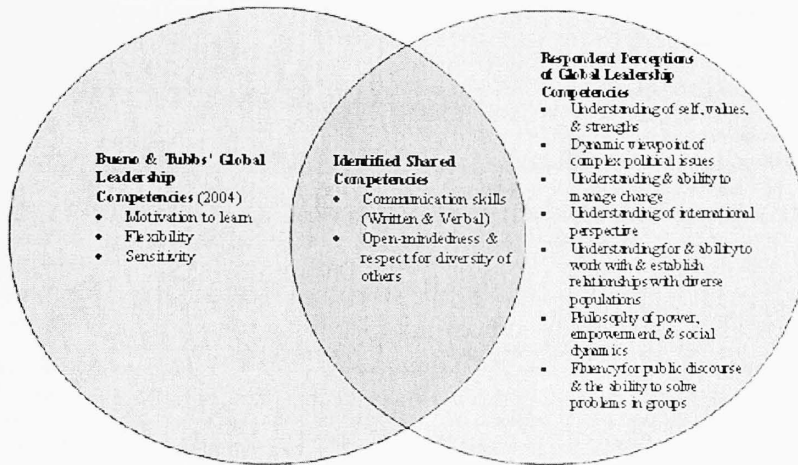 Bueno & Tubbs' Global
Leadership
Competencies (2004)
• Motivation to learn
• Flexibility
• Sensitivity
Identified Shared
Competencies
• Communication skills
(Written & Verbal)
• Open-mindedness &
respect for diversity of
others
Respondent Perceptions
of Global Leadership
Competencies
• Understanding of self, values,
& strengths
• Dynamic viewpoint of
complex political issues
• Understanding & ability to
manage change
• Understanding of international
perspective
• Understanding for & ability to
work with & establish
relationships with diverse
populations
• Philosophy of power,
empowerment, & social
dynamics
• Fluency for public discourse
& the ability to solve
problems in groups